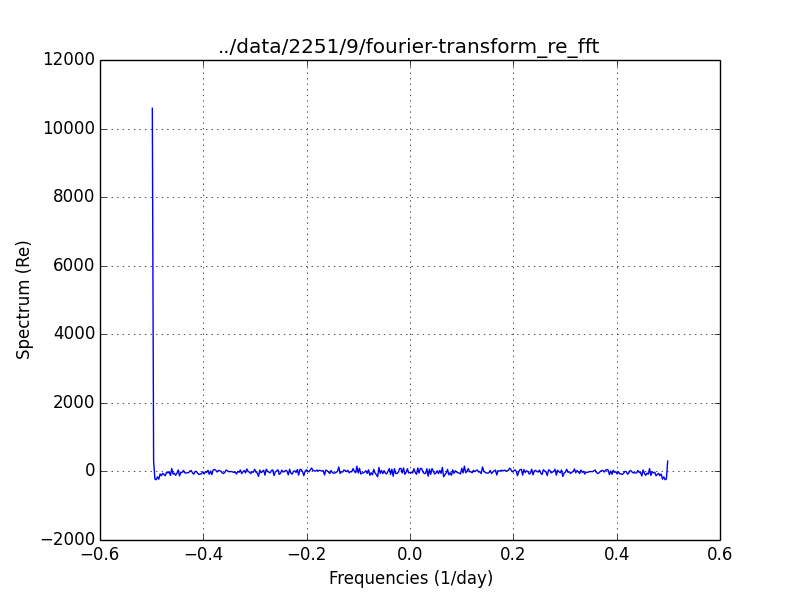 ../data/2251/9/fourier-transform_re_fft
12000
10000
8000
6000
4000
2000
0
−2000
Spectrum (Re)
−0.6 −0.4 −0.2 0.0 0.2 0.4 0.6
Frequencies (1/day)